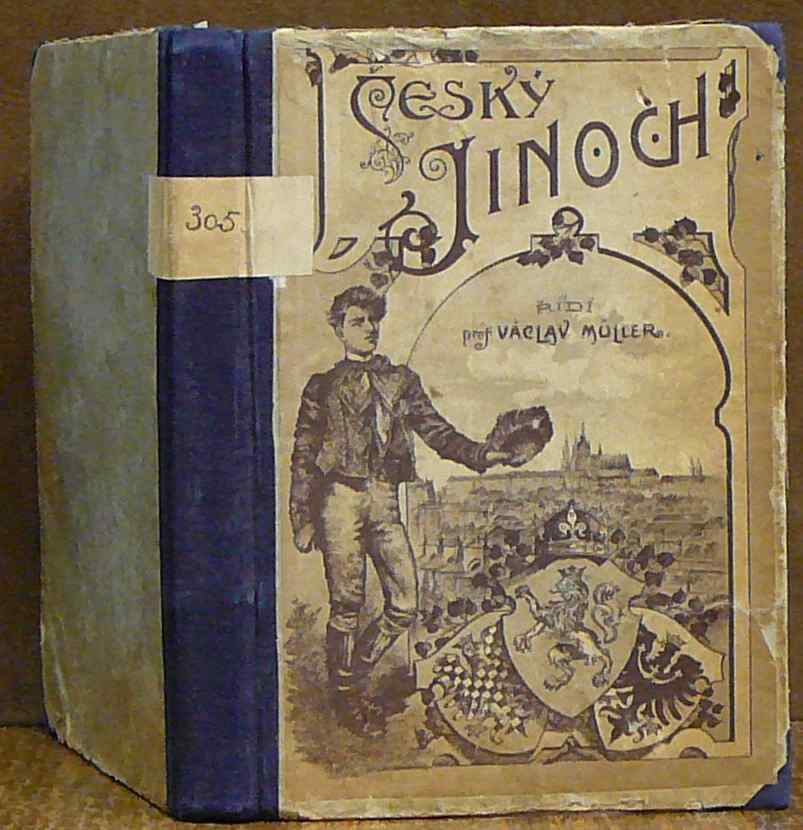 ČESKÝ
JINOCH
305
ŘÍDÍ
prof VÁCLAV MÜLLER.